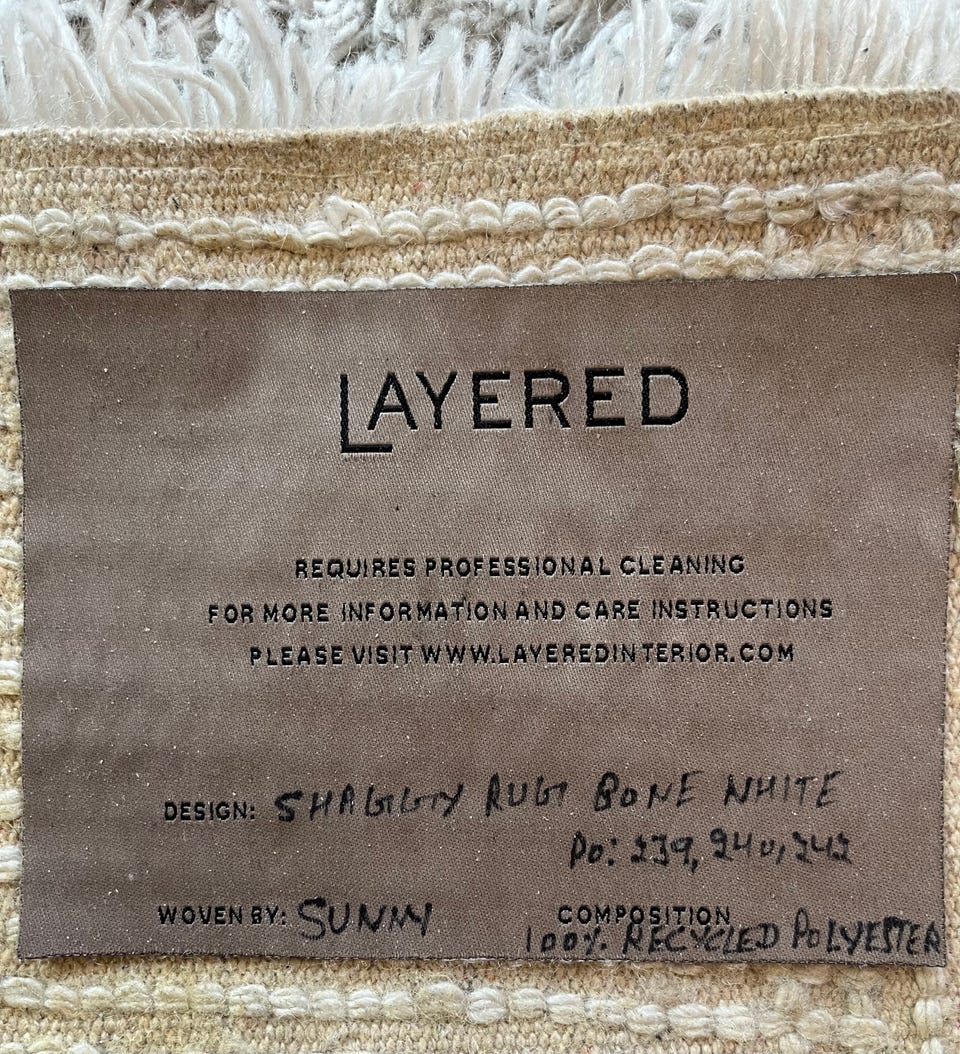 LAYERED
REQUIRES PROFESSIONAL CLEANING
FOR MORE INFORMATION AND CARE INSTRUCTIONS
PLEASE VISIT WWW.LAYEREDINTERIOR.COM
DESIGN: SHAGGY RUG BONE WHITE
Po: 239, 240, 242
WOVEN BY: SUNNY
COMPOSITION
100% RECYCLED POLYESTER